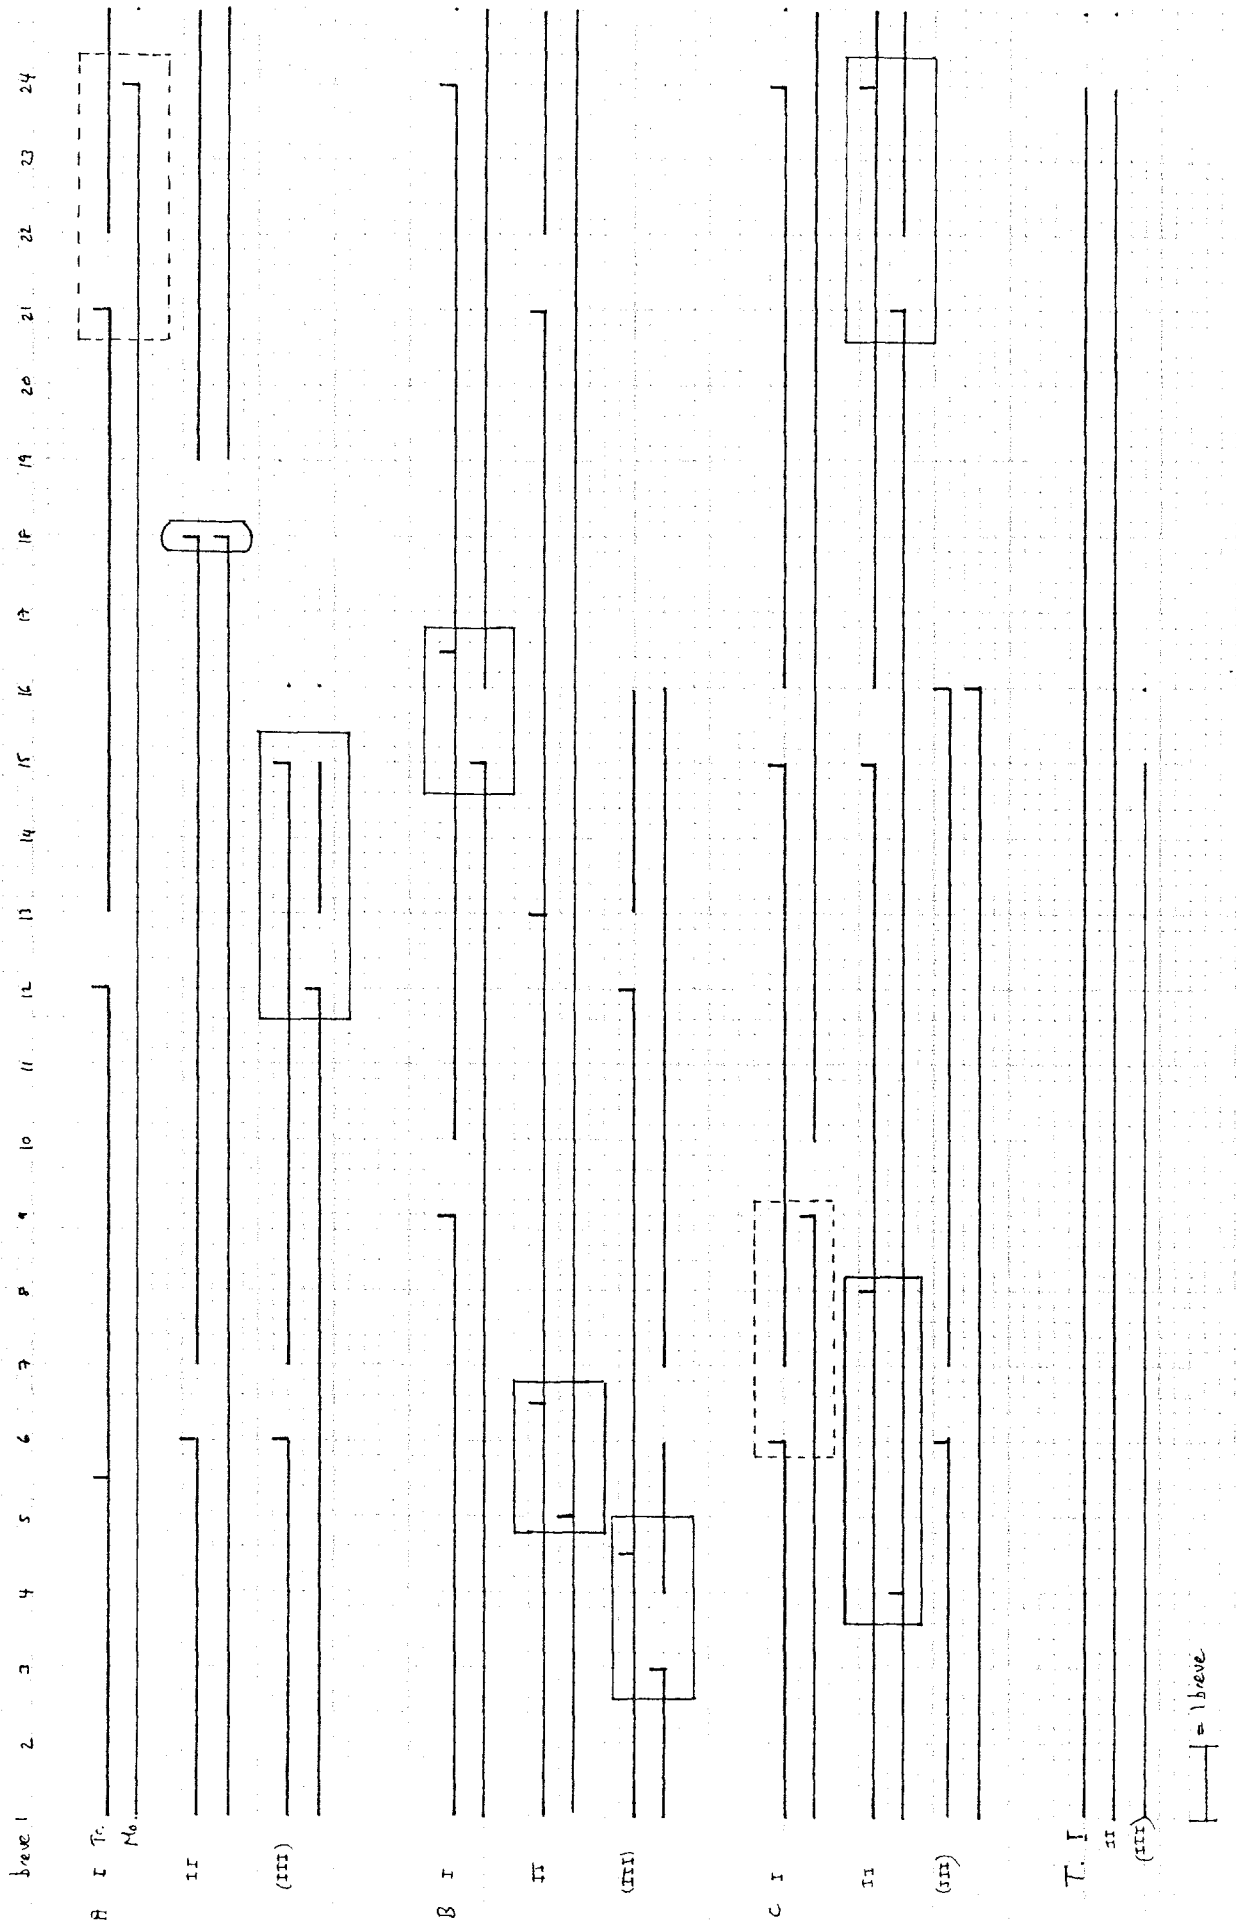 breve 1 2 3 4 5 6 7 8 9 10 11 12 13 14 15 16 17 18 19 20 21 22 23 24
A I Tr.
Mo.
II
(III)
B I
II
(III)
C I
II
(III)
T. I
II
(III)
= 1 breve